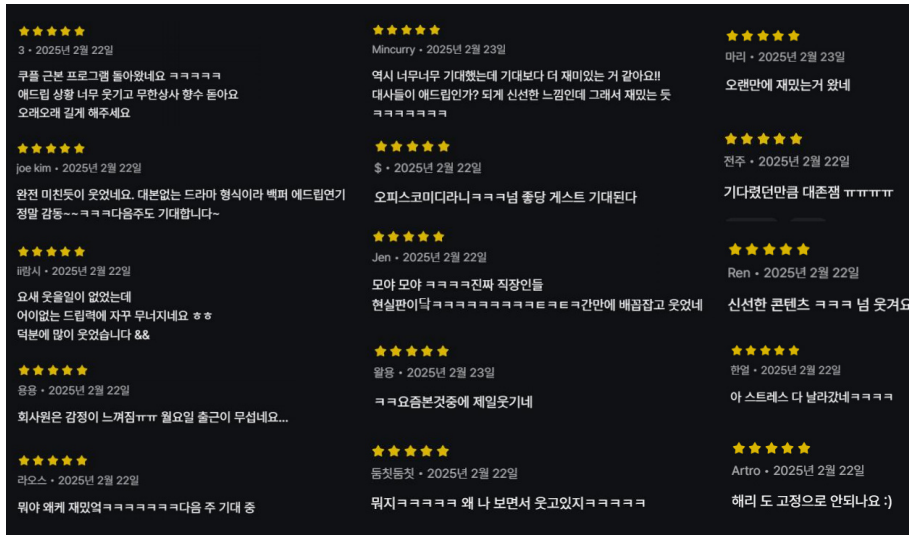 3 • 2025년 2월 22일
쿠플 근본 프로그램 돌아왔네요 ㅋㅋㅋㅋㅋ
애드립 상황 너무 웃기고 무한상사 향수 돋아요
오래오래 길게 해주세요
joe kim • 2025년 2월 22일
완전 미친듯이 웃었네요. 대본없는 드라마 형식이라 백퍼 에드립연기
정말 감동~~ㅋㅋㅋ다음주도 기대합니다~
ii람시 • 2025년 2월 22일
요새 웃을일이 없었는데
어이없는 드립력에 자꾸 무너지네요 ㅎㅎ
덕분에 많이 웃었습니다 &&
용용 • 2025년 2월 22일
회사원은 감정이 느껴짐ㅠㅠ 월요일 출근이 무섭네요...
라오스 • 2025년 2월 22일
뭐야 왜케 재밌억ㅋㅋㅋㅋㅋㅋㅋ다음 주 기대 중
Mincurry • 2025년 2월 23일
역시 너무너무 기대했는데 기대보다 더 재미있는 거 같아요!!
대사들이 애드립인가? 되게 신선한 느낌인데 그래서 재밌는 듯
ㅋㅋㅋㅋㅋㅋㅋ
$ • 2025년 2월 22일
오피스코미디라니ㅋㅋㅋ넘 좋당 게스트 기대된다
Jen • 2025년 2월 22일
모야 모야 ㅋㅋㅋㅋ진짜 직장인들
현실판이닼ㅋㅋㅋㅋㅋㅋㅋㅋㅋㅌㅋㅌㅋ간만에 배꼽잡고 웃었네
왈용 • 2025년 2월 23일
ㅋㅋ요즘본것중에 제일웃기네
둠칫둠칫 • 2025년 2월 22일
뭐지ㅋㅋㅋㅋㅋ 왜 나 보면서 웃고있지ㅋㅋㅋㅋㅋ
마리 • 2025년 2월 23일
오랜만에 재밌는거 왔네
전주 • 2025년 2월 22일
기다렸던만큼 대존잼 ㅠㅠㅠㅠ
Ren • 2025년 2월 22일
신선한 콘텐츠 ㅋㅋㅋ 넘 웃겨요
한얼 • 2025년 2월 22일
아 스트레스 다 날라갔네ㅋㅋㅋㅋ
Artro • 2025년 2월 22일
해리 도 고정으로 안되나요 :)